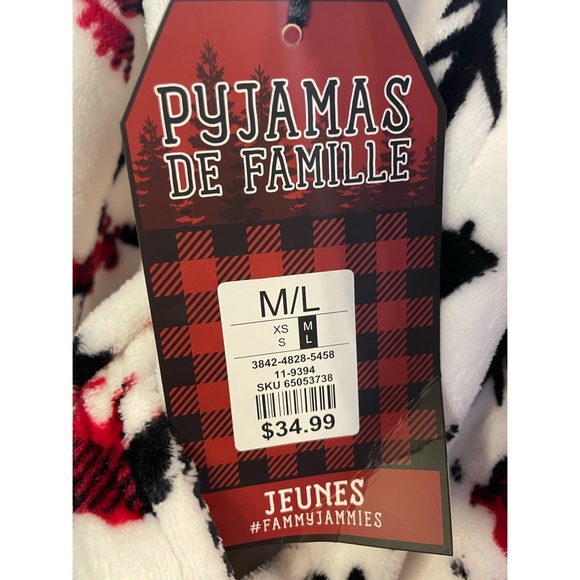 PYJAMAS
DE FAMILLE
M/L
XS M
S L
3842-4828-5458
11-9394
SKU 65053738
$34.99
JEUNES
#FAMMYJAMMIES